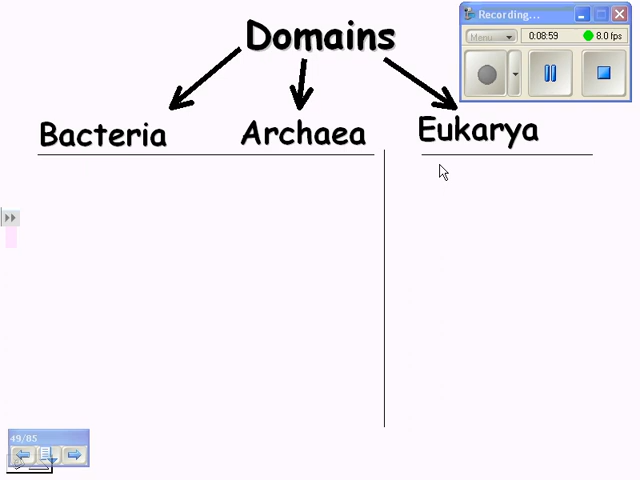 Domains
Recording...
Menu
0:08:59
8.0 fps
Bacteria
Archaea
Eukarya
49/85